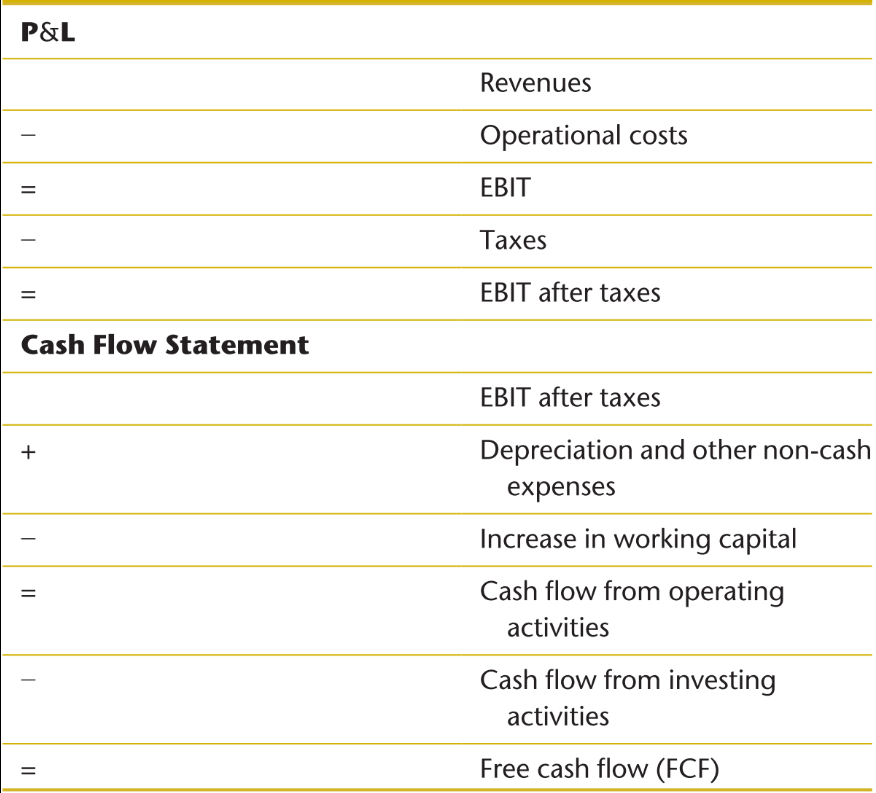 P&L
Revenues
– Operational costs
= EBIT
– Taxes
= EBIT after taxes
Cash Flow Statement
EBIT after taxes
+ Depreciation and other non-cash
expenses
– Increase in working capital
= Cash flow from operating
activities
– Cash flow from investing
activities
= Free cash flow (FCF)